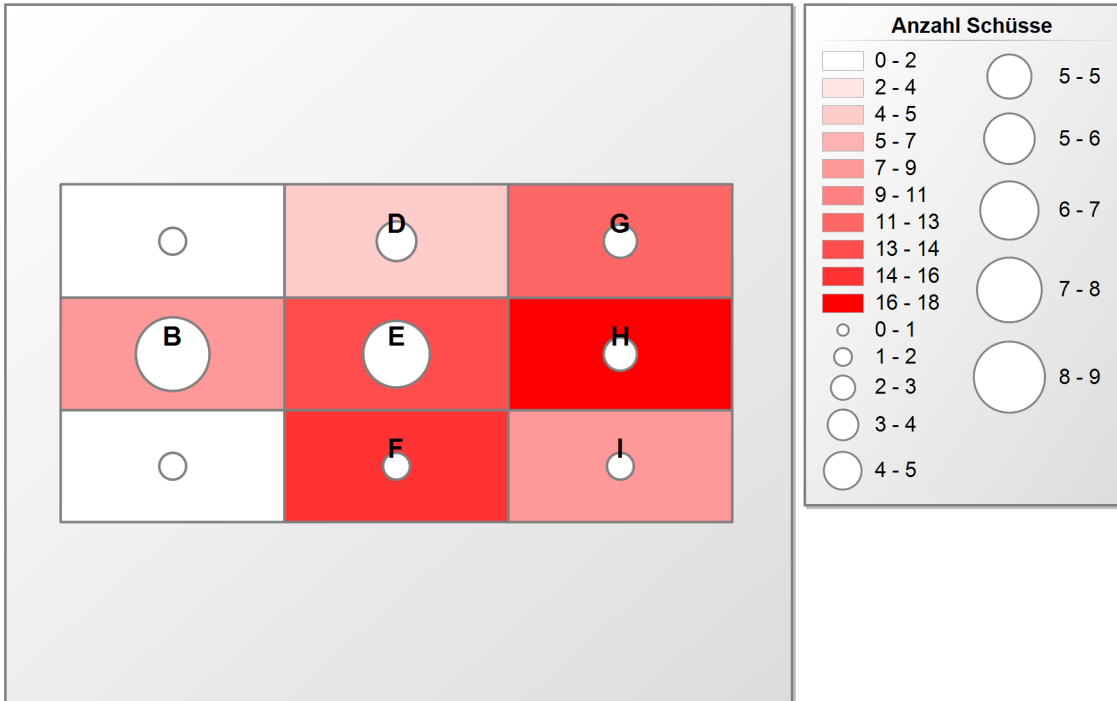 Anzahl Schüsse
0 - 2
2 - 4
4 - 5
5 - 7
7 - 9
9 - 11
11 - 13
13 - 14
14 - 16
16 - 18
0 - 1
1 - 2
2 - 3
3 - 4
4 - 5
5 - 5
5 - 6
6 - 7
7 - 8
8 - 9
D
G
B
E
H
F
I